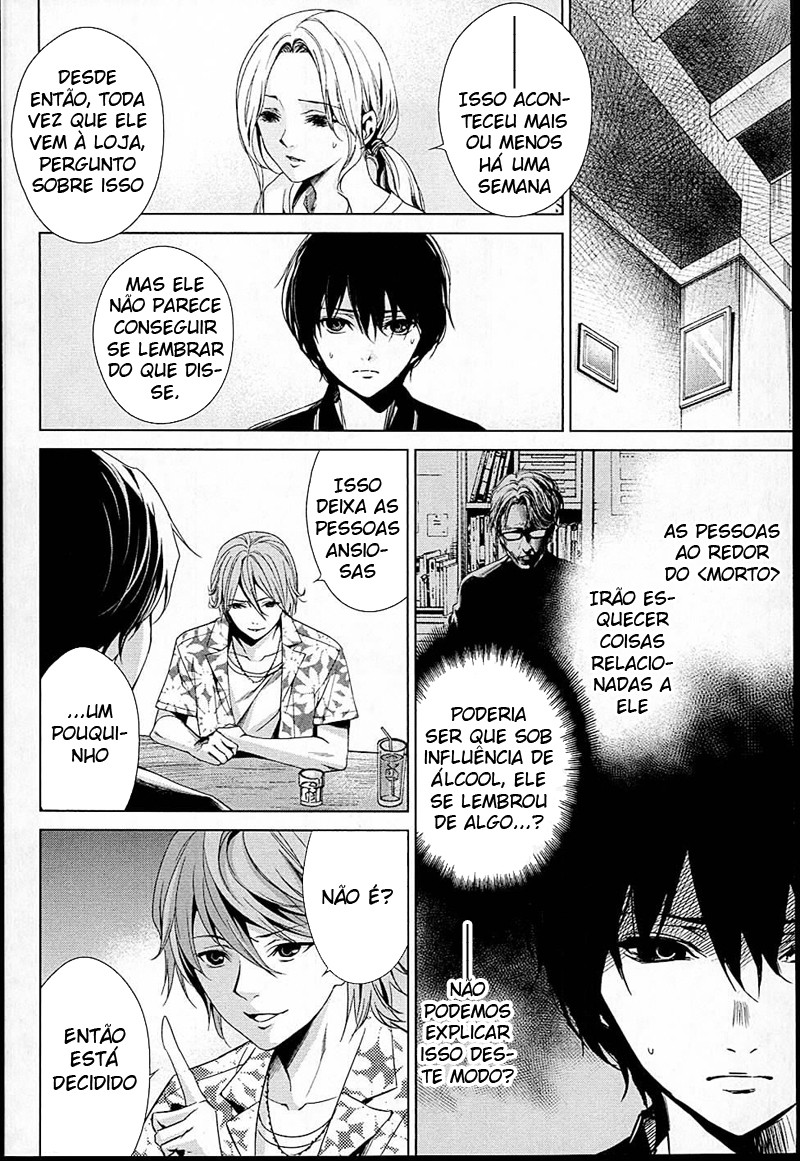 ISSO ACON-
TECEU MAIS
OU MENOS
HÁ UMA
SEMANA
DESDE
ENTÃO, TODA
VEZ QUE ELE
VEM À LOJA,
PERGUNTO
SOBRE ISSO
MAS ELE
NÃO PARECE
CONSEGUIR
SE LEMBRAR
DO QUE DIS-
SE.
AS PESSOAS
AO REDOR
DO <MORTO>
IRÃO ES-
QUECER
COISAS
RELACIO-
NADAS A
ELE
PODERIA
SER QUE SOB
INFLUÊNCIA DE
ÁLCOOL, ELE
SE LEMBROU
DE ALGO...?
NÃO
PODEMOS
EXPLICAR
ISSO DES-
TE MODO?
ISSO
DEIXA AS
PESSOAS
ANSIO-
SAS
...UM
POUQUI-
NHO
NÃO É?
ENTÃO
ESTÁ
DECIDIDO